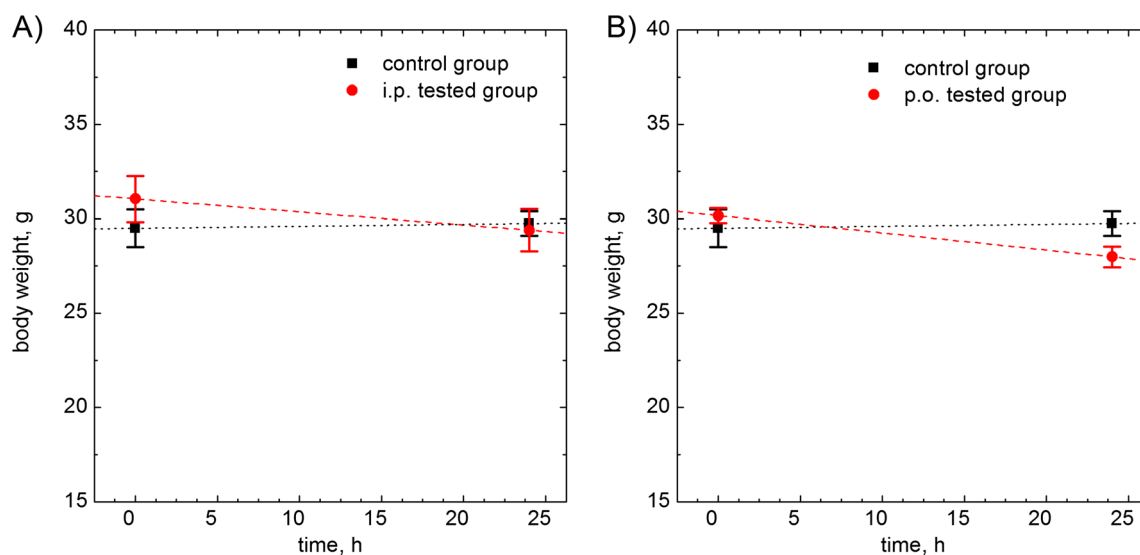 A)
40
35
30
25
20
15
body weight, g
control group
i.p. tested group
0 5 10 15 20 25
time, h
B)
40
35
30
25
20
15
body weight, g
control group
p.o. tested group
0 5 10 15 20 25
time, h